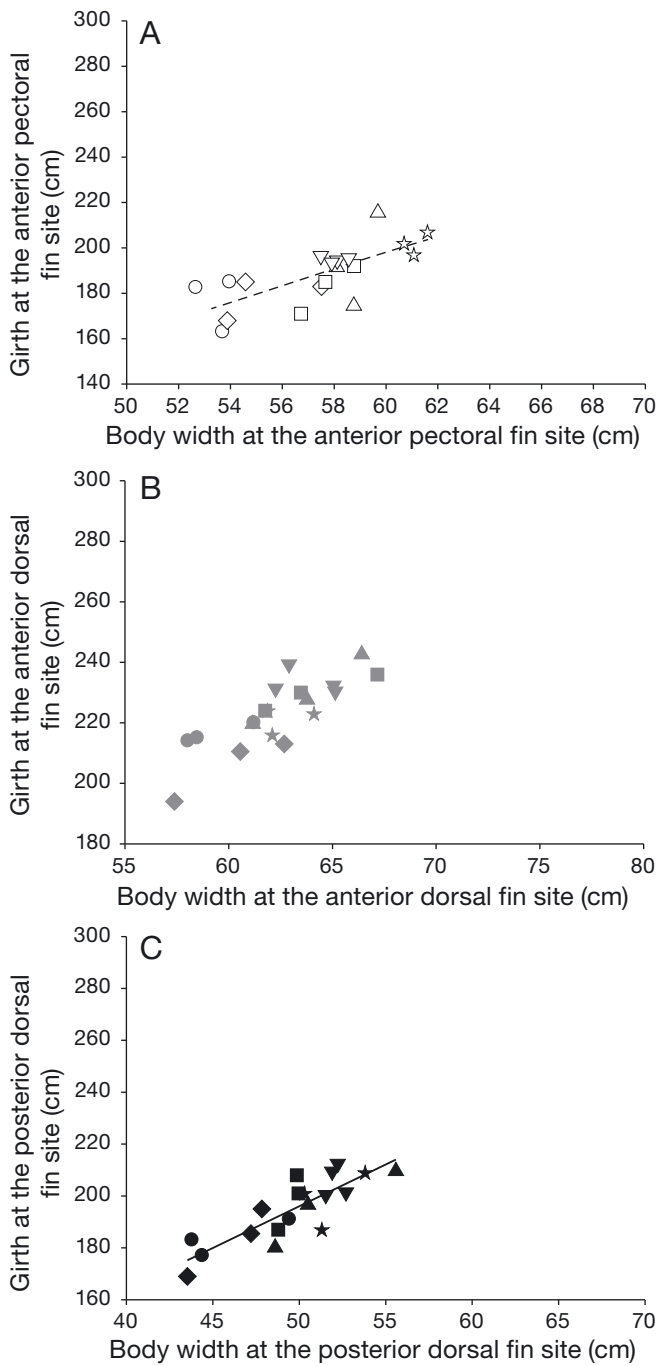 A
300
280
260
240
220
200
180
160
140
Girth at the anterior pectoral
fin site (cm)
50 52 54 56 58 60 62 64 66 68 70
Body width at the anterior pectoral fin site (cm)
B
300
280
260
240
220
200
180
Girth at the anterior dorsal
fin site (cm)
55 60 65 70 75 80
Body width at the anterior dorsal fin site (cm)
C
300
280
260
240
220
200
180
160
Girth at the posterior dorsal
fin site (cm)
40 45 50 55 60 65 70
Body width at the posterior dorsal fin site (cm)